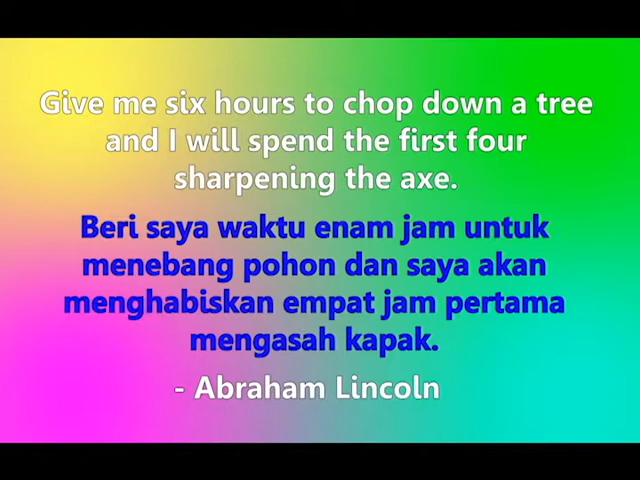 Give me six hours to chop down a tree
and I will spend the first four
sharpening the axe.
Beri saya waktu enam jam untuk
menebang pohon dan saya akan
menghabiskan empat jam pertama
mengasah kapak.
- Abraham Lincoln